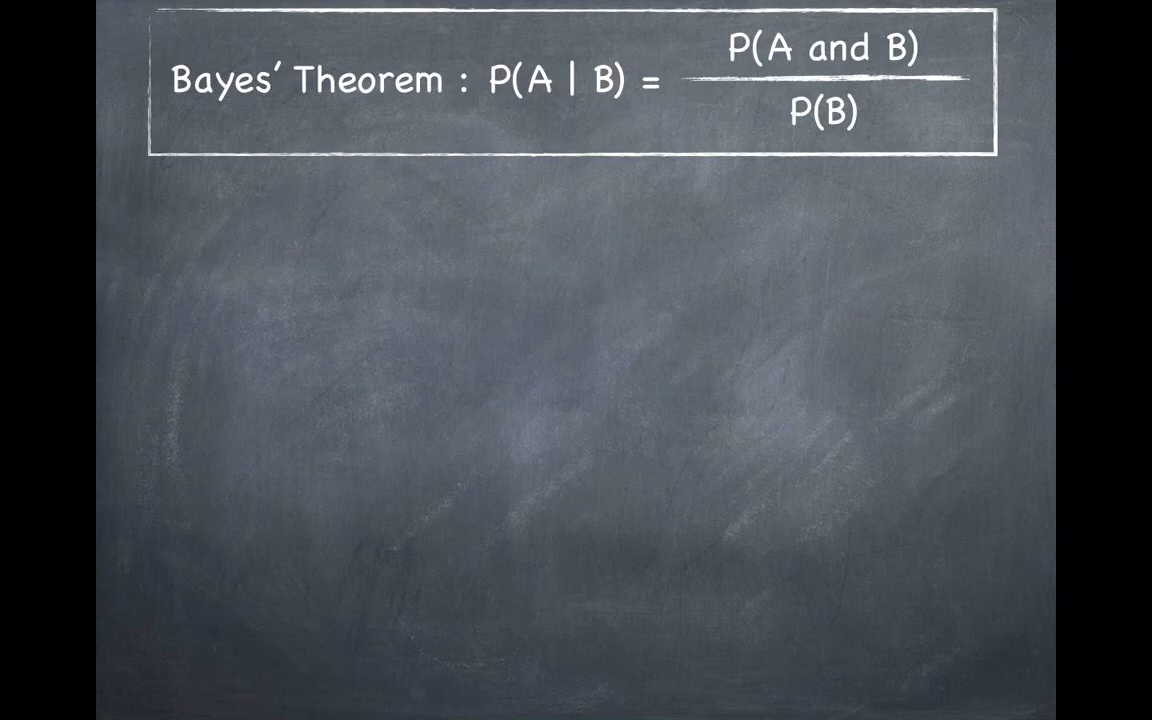 Bayes’ Theorem : P(A | B) = P(A and B) / P(B)